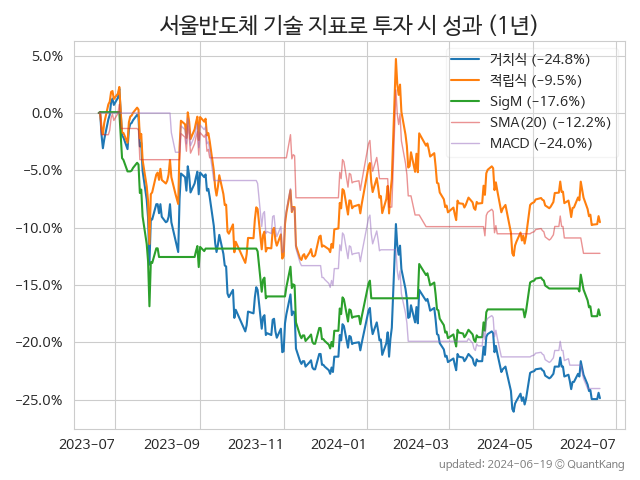 서울반도체 기술 지표로 투자 시 성과 (1년)
거치식 (−24.8%)
적립식 (−9.5%)
SigM (−17.6%)
SMA(20) (−12.2%)
MACD (−24.0%)
5.0%
0.0%
−5.0%
−10.0%
−15.0%
−20.0%
−25.0%
2023-07 2023-09 2023-11 2024-01 2024-03 2024-05 2024-07
updated: 2024-06-19 © QuantKang